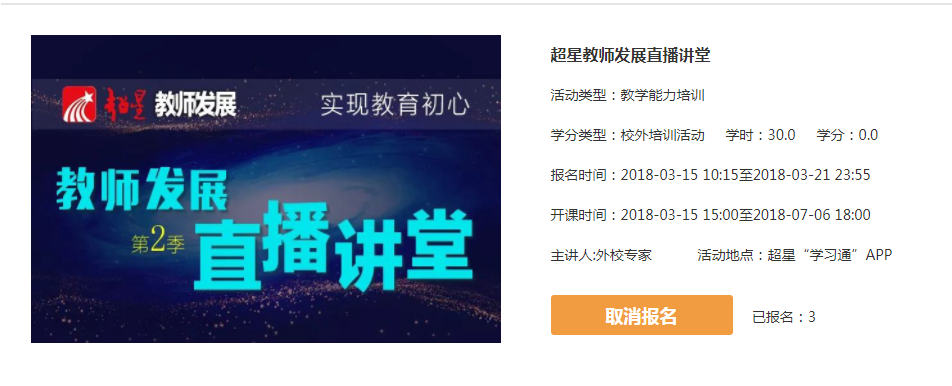 超星 教师发展 实现教育初心
教师发展
第2季
直播讲堂
超星教师发展直播讲堂
活动类型：教学能力培训
学分类型：校外培训活动 学时：30.0 学分：0.0
报名时间：2018-03-15 10:15至2018-03-21 23:55
开课时间：2018-03-15 15:00至2018-07-06 18:00
主讲人:外校专家 活动地点：超星“学习通”APP
取消报名 已报名：3